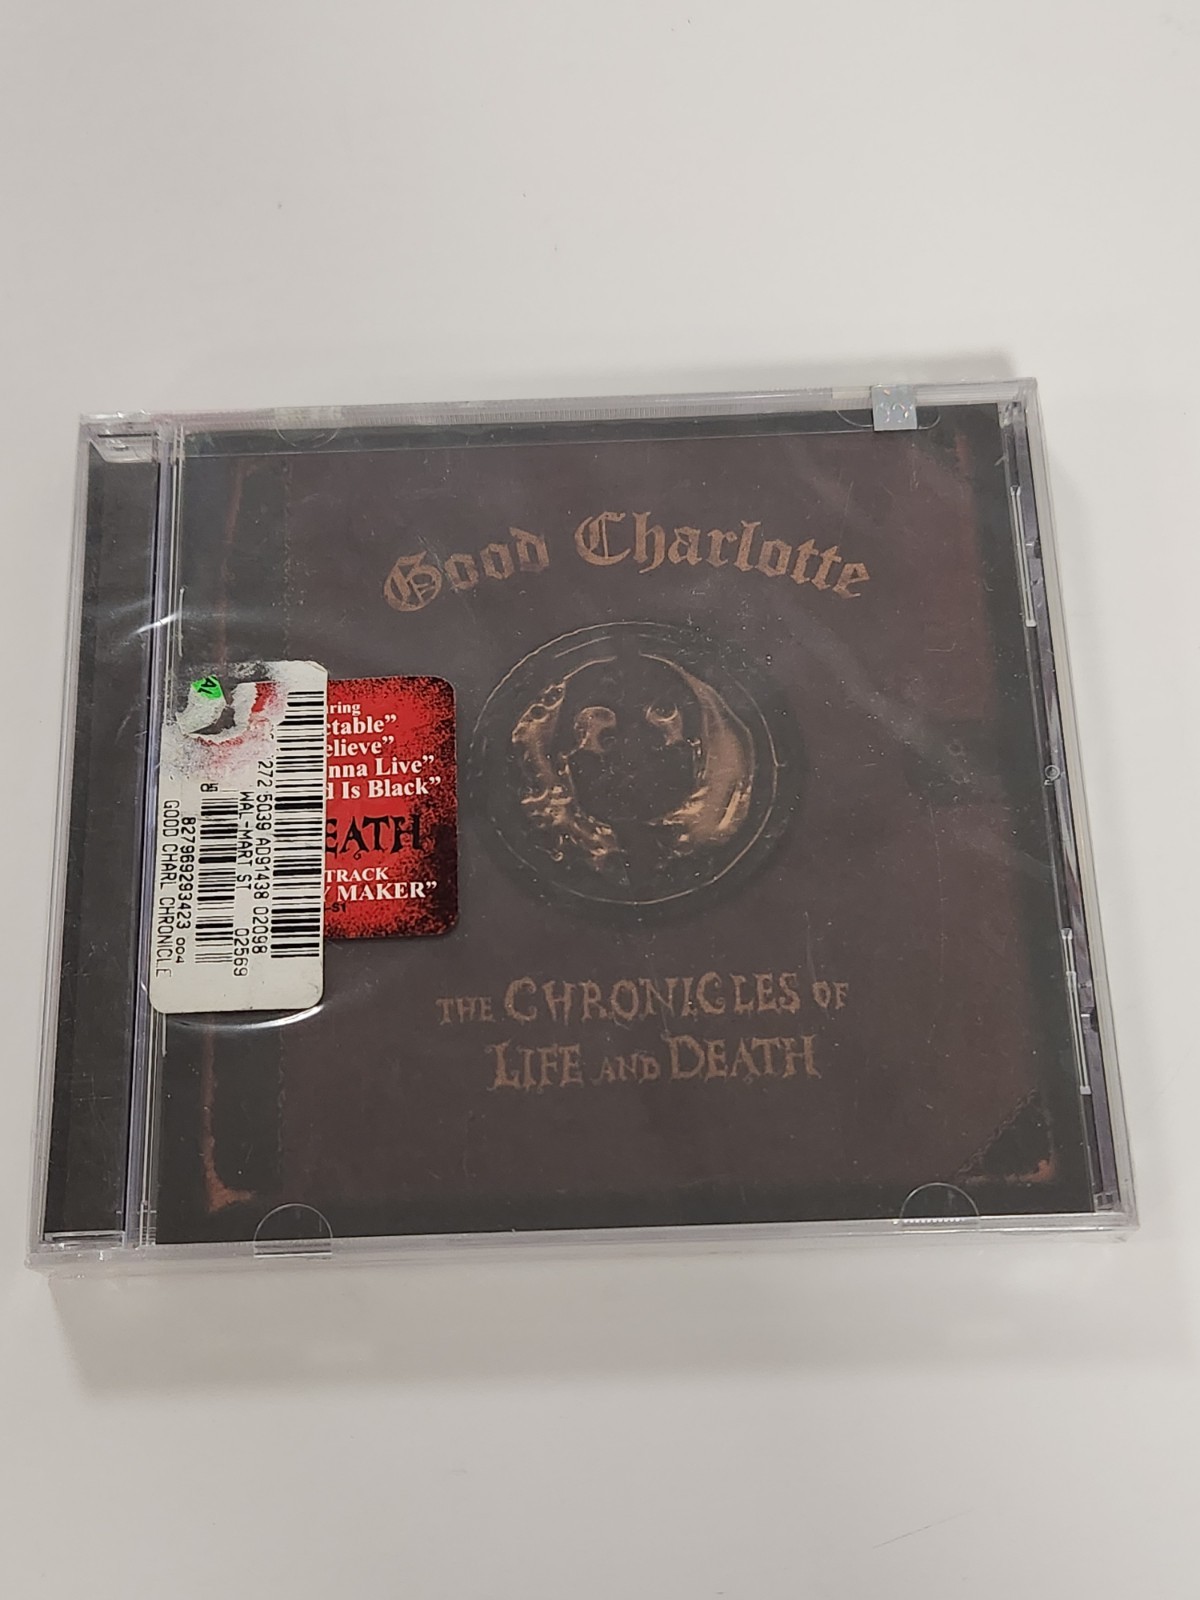 Good Charlotte
THE CHRONICLES OF
LIFE AND DEATH
272 5039 AD91438 02098
WAL-MART ST 02569
827969293423 004
GOOD CHARL CHRONICLE
nna Live”
Is Black”
EATH
TRACK
MAKER”